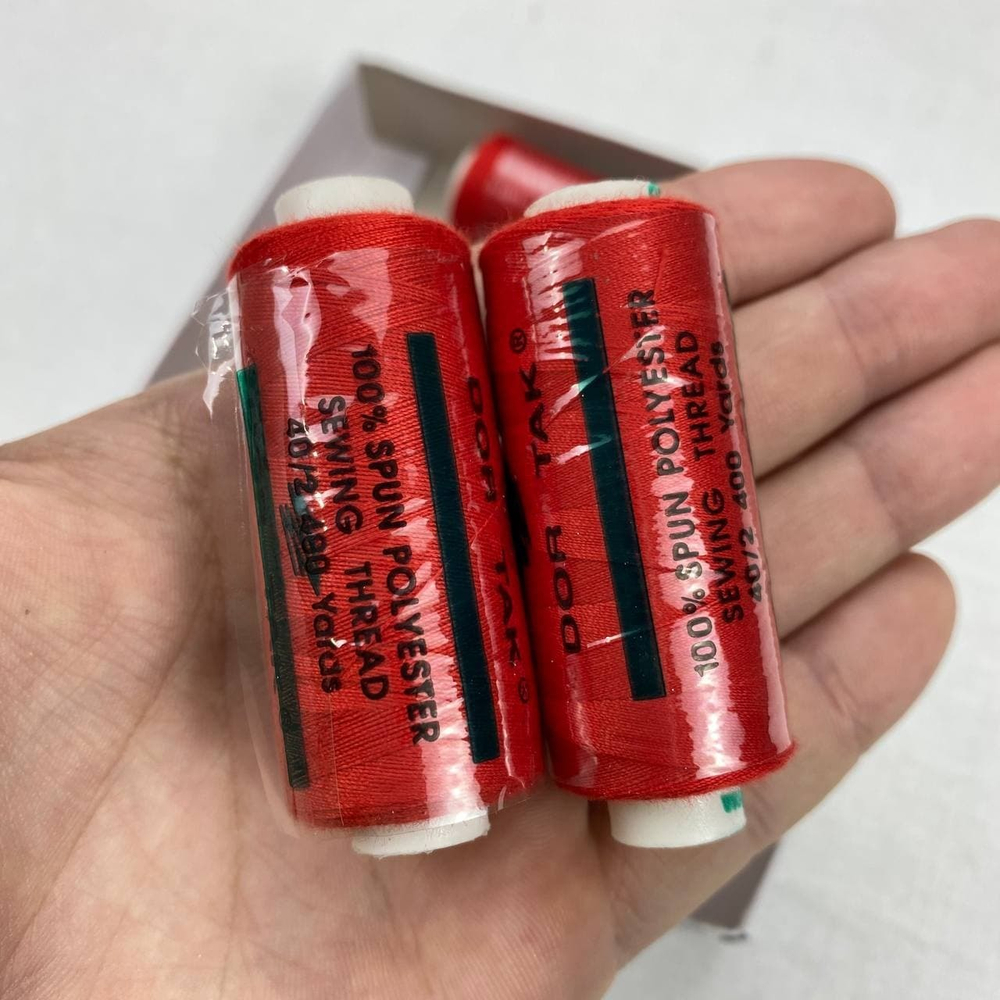 100% SPUN POLYESTER
SEWING THREAD
40/2 400 Yards
DOR TAK ®
DOR TAK ®
100% SPUN POLYESTER
SEWING THREAD
40/2 400 Yards